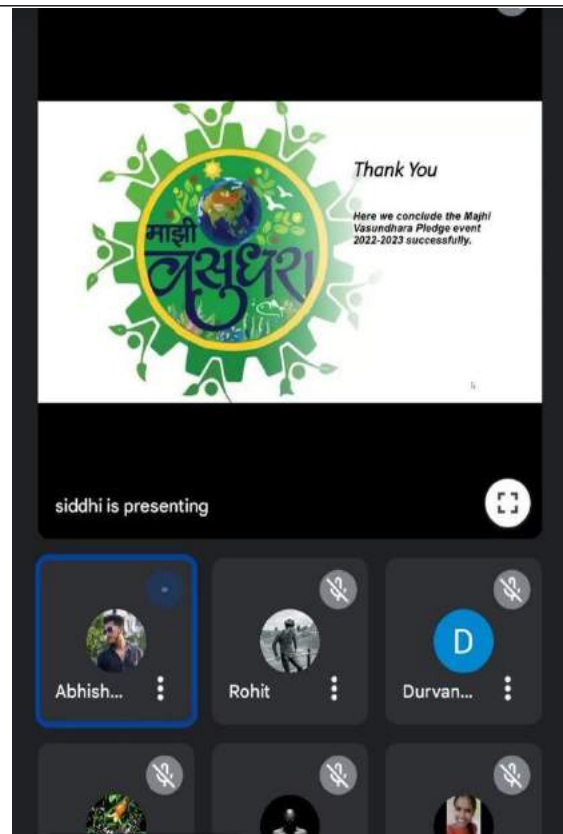 माझी
वसुंधरा
Thank You
Here we conclude the Majhi
Vasundhara Pledge event
2022-2023 successfully.
siddhi is presenting
Abhish...
Rohit
D
Durvan...